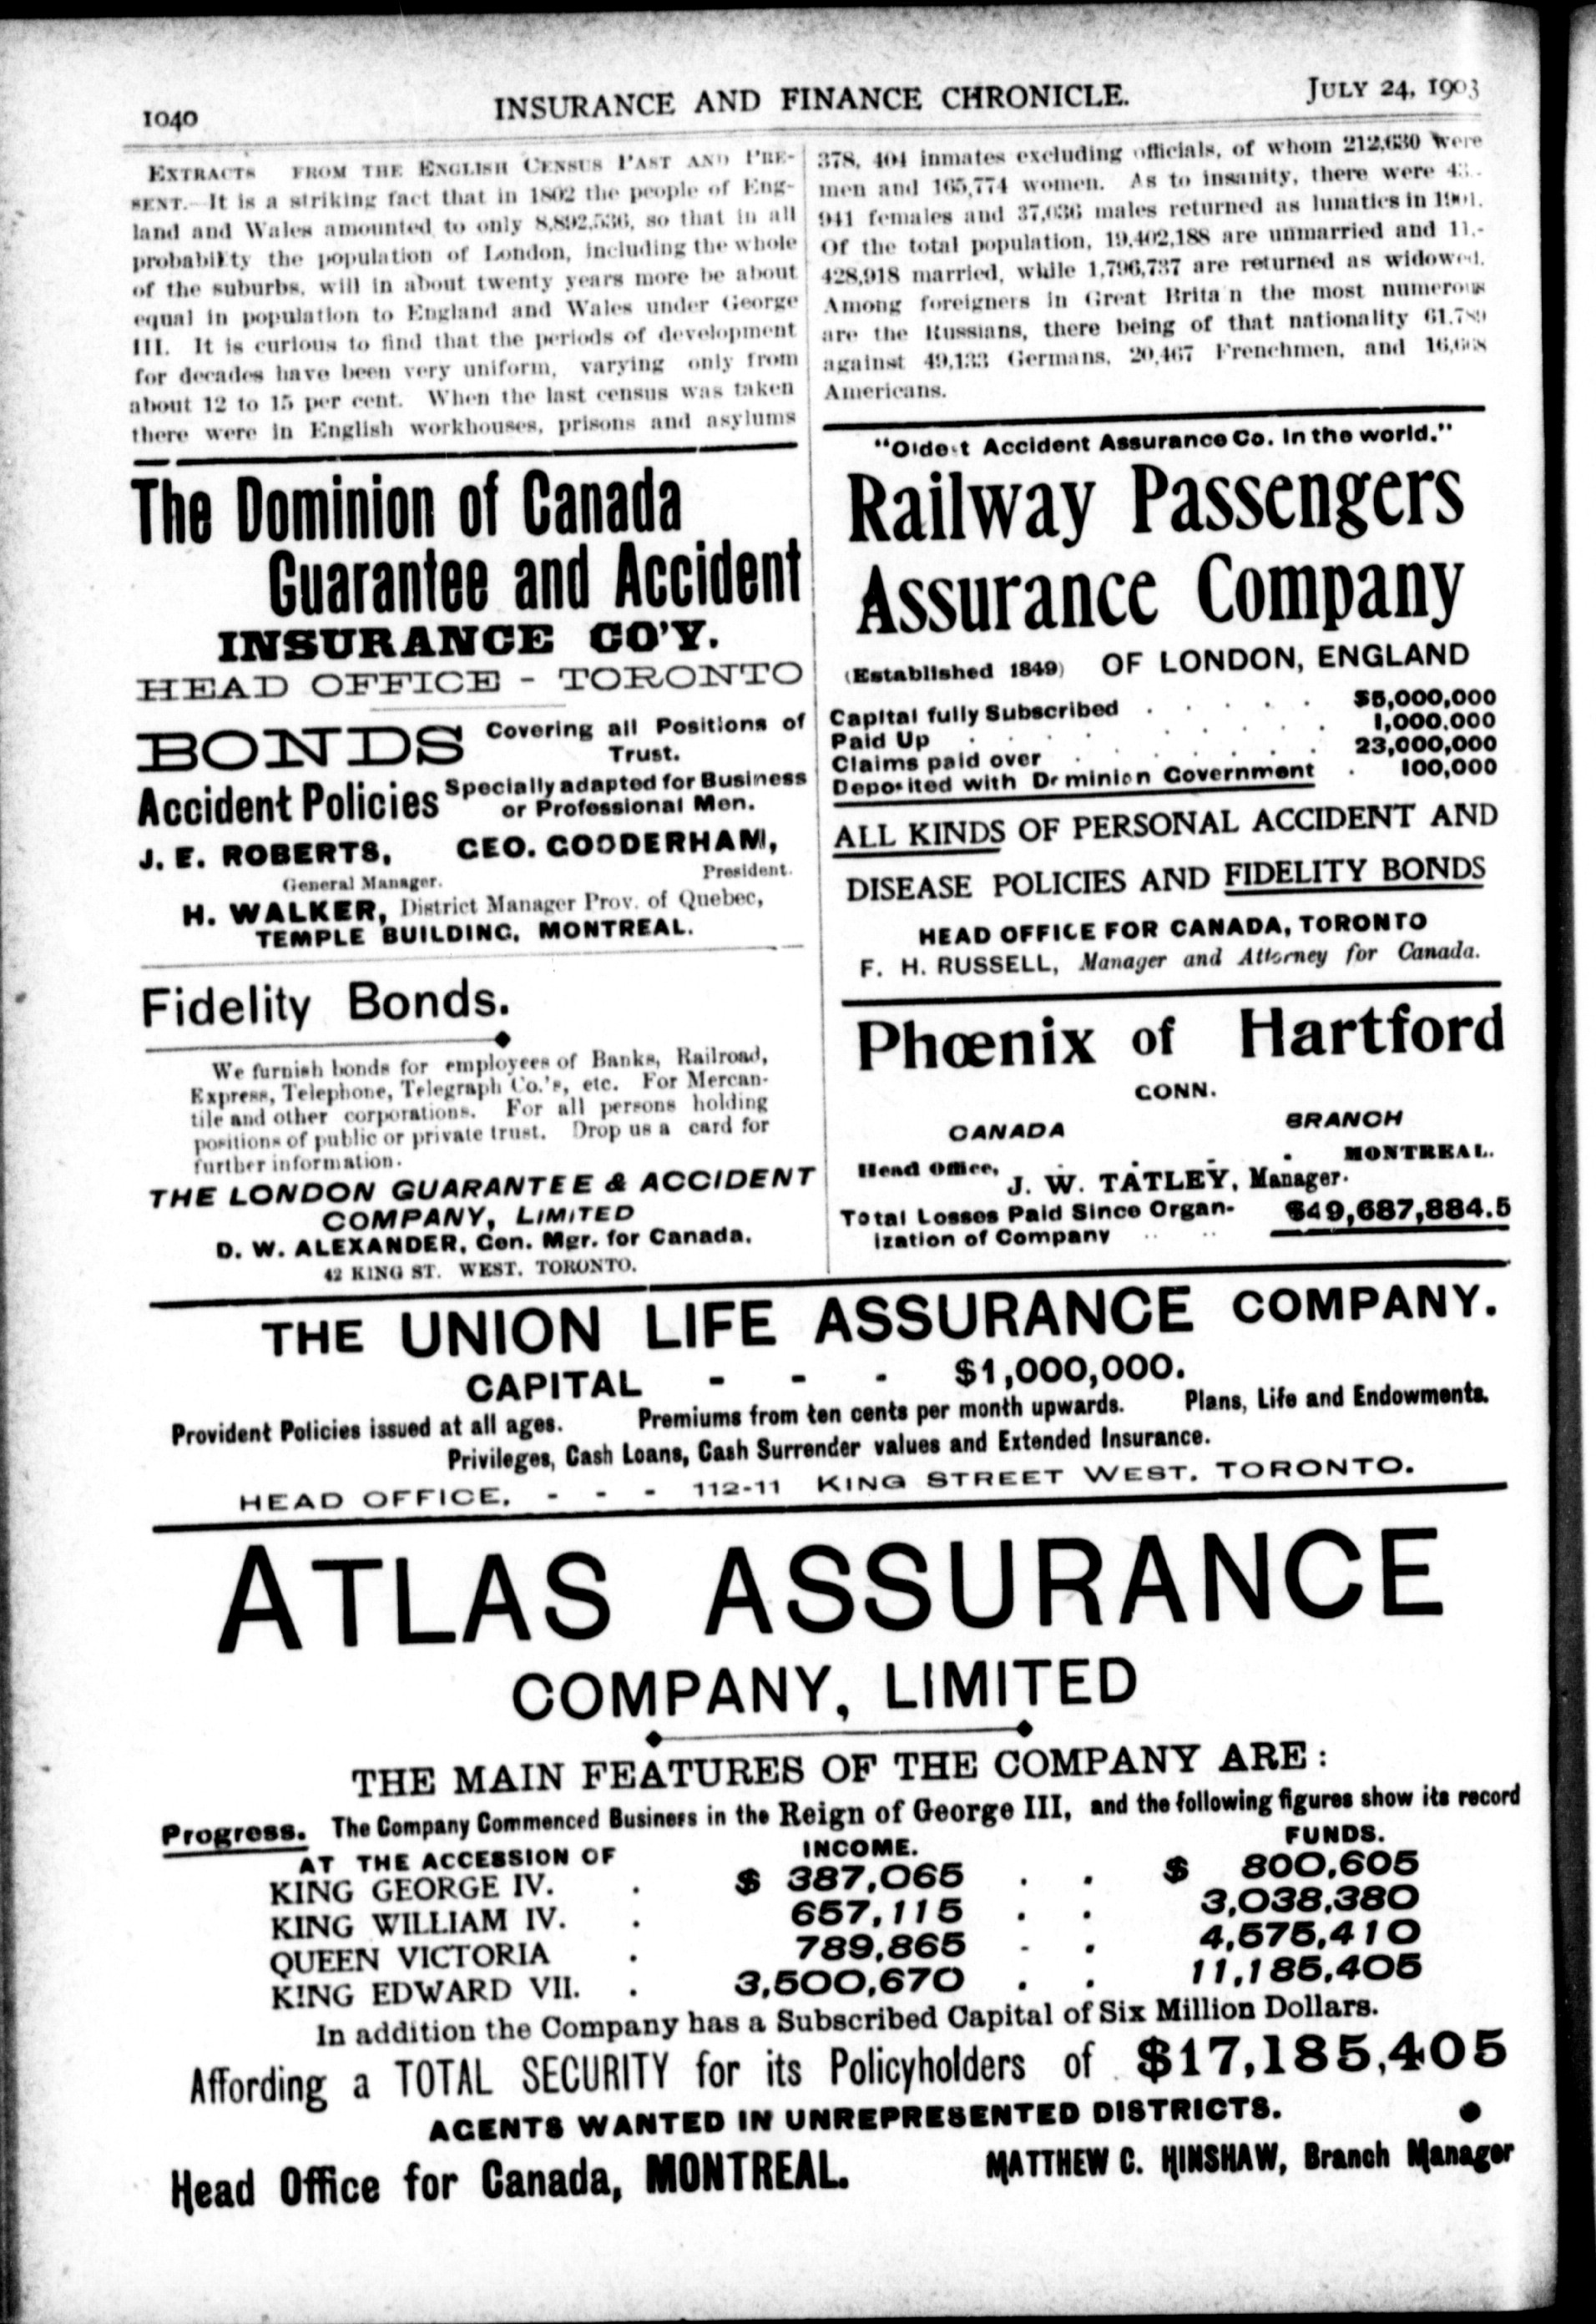 1040
INSURANCE AND FINANCE CHRONICLE.
JULY 24, 1903
EXTRACTS FROM THE ENGLISH CENSUS PAST AND PRE-
SENT.—It is a striking fact that in 1802 the people of Eng-
land and Wales amounted to only 8,892,536, so that in all
probability the population of London, including the whole
of the suburbs, will in about twenty years more be about
equal in population to England and Wales under George
III. It is curious to find that the periods of development
for decades have been very uniform, varying only from
about 12 to 15 per cent. When the last census was taken
there were in English workhouses, prisons and asylums
378, 404 inmates excluding officials, of whom 212,630 were
men and 165,774 women. As to insanity, there were
941 females and 37,036 males returned as lunatics in 1901.
Of the total population, 19,402,188 are unmarried and 11,-
428,918 married, while 1,796,737 are returned as widowed.
Among foreigners in Great Brita n the most numerous
are the Russians, there being of that nationality 61,789
against 49,133 Germans, 20,467 Frenchmen, and 16,668
Americans.
The Dominion of Canada
Guarantee and Accident
INSURANCE CO'Y.
HEAD OFFICE - TORONTO
BONDS Covering all Positions of
Trust.
Accident Policies Specially adapted for Business
or Professional Men.
J. E. ROBERTS, GEO. GOODERHAM,
General Manager. President.
H. WALKER, District Manager Prov. of Quebec,
TEMPLE BUILDING, MONTREAL.
Fidelity Bonds.
We furnish bonds for employees of Banks, Railroad,
Express, Telephone, Telegraph Co.'s, etc. For Mercan-
tile and other corporations. For all persons holding
positions of public or private trust. Drop us a card for
further information.
THE LONDON GUARANTEE & ACCIDENT
COMPANY, LIMITED
D. W. ALEXANDER, Gen. Mgr. for Canada,
42 KING ST. WEST, TORONTO.
"Oldest Accident Assurance Co. in the world."
Railway Passengers
Assurance Company
(Established 1849) OF LONDON, ENGLAND
Capital fully Subscribed . . . . . $5,000,000
Paid Up . . . . . . . 1,000,000
Claims paid over . . . . . . 23,000,000
Deposited with Dominion Government . 100,000
ALL KINDS OF PERSONAL ACCIDENT AND
DISEASE POLICIES AND FIDELITY BONDS
HEAD OFFICE FOR CANADA, TORONTO
F. H. RUSSELL, Manager and Attorney for Canada.
Phœnix of Hartford
CONN.
CANADA BRANCH
Head Office, . . . MONTREAL.
J. W. TATLEY, Manager.
Total Losses Paid Since Organ- $49,687,884.5
ization of Company .. ..
THE UNION LIFE ASSURANCE COMPANY.
CAPITAL - - - $1,000,000.
Provident Policies issued at all ages. Premiums from ten cents per month upwards. Plans, Life and Endowments.
Privileges, Cash Loans, Cash Surrender values and Extended Insurance.
HEAD OFFICE, - - - 112-11 KING STREET WEST, TORONTO.
ATLAS ASSURANCE
COMPANY, LIMITED
THE MAIN FEATURES OF THE COMPANY ARE:
Progress. The Company Commenced Business in the Reign of George III, and the following figures show its record
AT THE ACCESSION OF INCOME. FUNDS.
KING GEORGE IV. . $ 387,065 . . $ 800,605
KING WILLIAM IV. . 657,115 . . 3,038,380
QUEEN VICTORIA . 789,865 - . 4,575,410
KING EDWARD VII. . 3,500,670 . . 11,185,405
In addition the Company has a Subscribed Capital of Six Million Dollars.
Affording a TOTAL SECURITY for its Policyholders of $17,185,405
AGENTS WANTED IN UNREPRESENTED DISTRICTS.
Head Office for Canada, MONTREAL. MATTHEW C. HINSHAW, Branch Manager